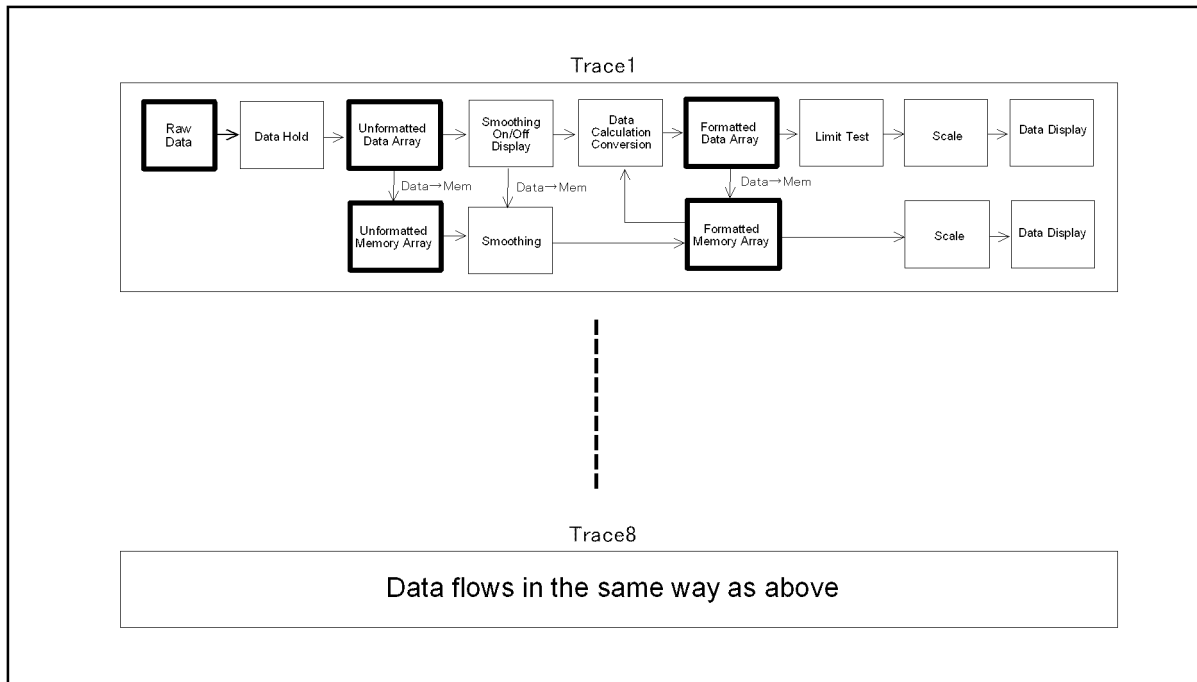 Trace1
Raw
Data
Data Hold
Unformatted
Data Array
Smoothing
On/Off
Display
Data
Calculation
Conversion
Formatted
Data Array
Limit Test
Scale
Data Display
Data→Mem
Data→Mem
Data→Mem
Unformatted
Memory Array
Smoothing
Formatted
Memory Array
Scale
Data Display
Trace8
Data flows in the same way as above